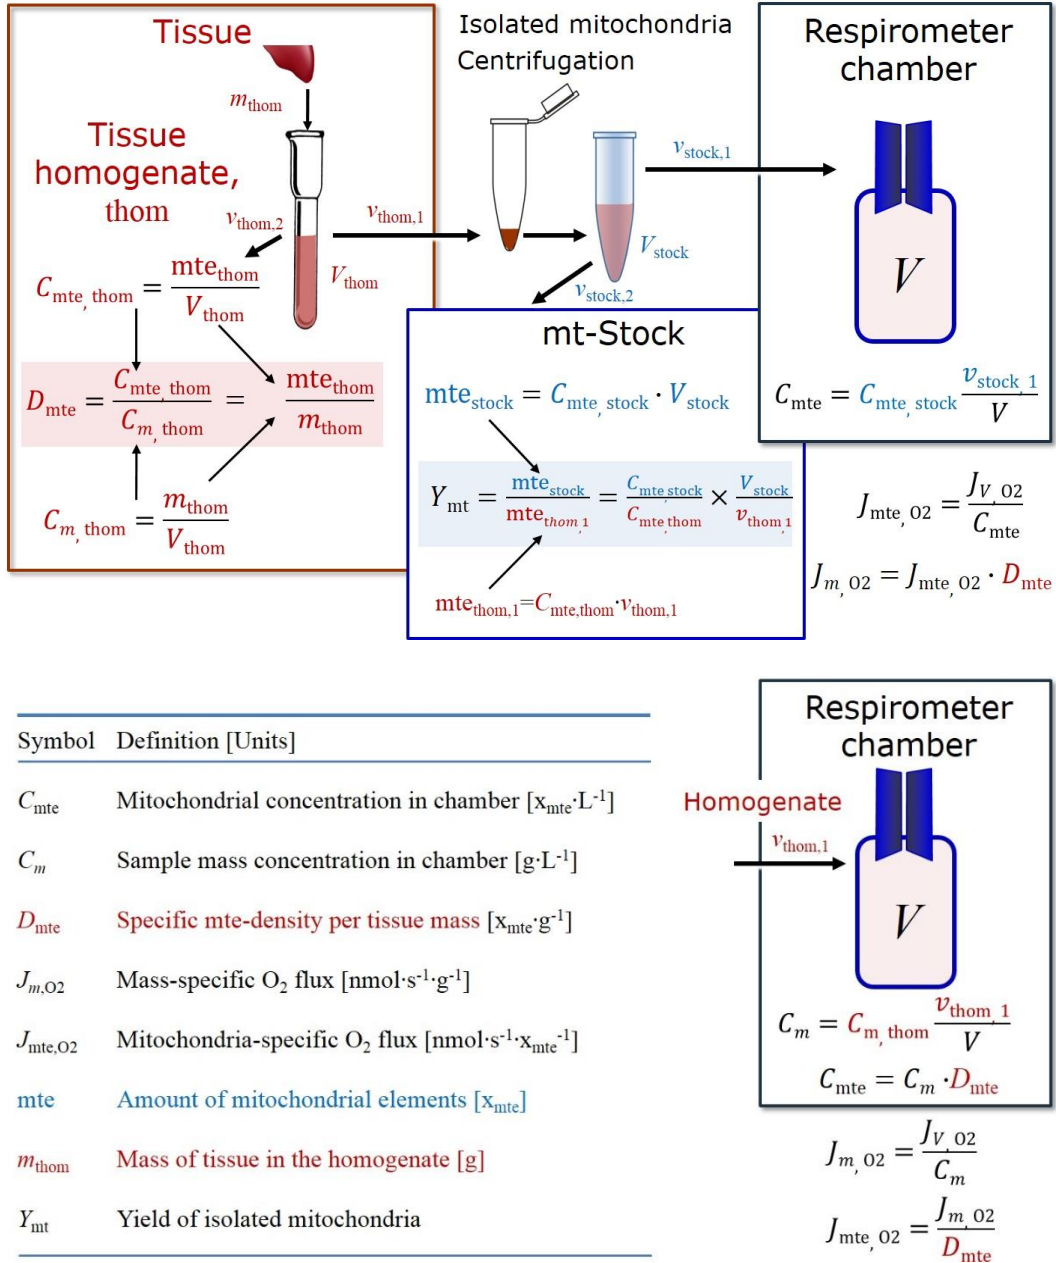 Tissue
m_thom
Tissue
homogenate,
thom
v_thom,2
v_thom,1
V_thom
C_mte, thom = mte_thom / V_thom
D_mte = C_mte, thom / C_m, thom = mte_thom / m_thom
C_m, thom = m_thom / V_thom
Isolated mitochondria
Centrifugation
v_stock,1
V_stock
v_stock,2
mt-Stock
mte_stock = C_mte, stock · V_stock
Y_mt = mte_stock / mte_thom,1 = C_mte,stock / C_mte,thom × V_stock / v_thom,1
mte_thom,1=C_mte,thom·v_thom,1
Respirometer
chamber
V
C_mte = C_mte, stock v_stock, 1 / V
J_mte, O2 = J_V, O2 / C_mte
J_m, O2 = J_mte, O2 · D_mte
Symbol Definition [Units]
C_mte Mitochondrial concentration in chamber [x_mte·L⁻¹]
C_m Sample mass concentration in chamber [g·L⁻¹]
D_mte Specific mte-density per tissue mass [x_mte·g⁻¹]
J_m,O2 Mass-specific O₂ flux [nmol·s⁻¹·g⁻¹]
J_mte,O2 Mitochondria-specific O₂ flux [nmol·s⁻¹·x_mte⁻¹]
mte Amount of mitochondrial elements [x_mte]
m_thom Mass of tissue in the homogenate [g]
Y_mt Yield of isolated mitochondria
Respirometer
chamber
Homogenate
v_thom,1
V
C_m = C_m, thom v_thom, 1 / V
C_mte = C_m · D_mte
J_m, O2 = J_V, O2 / C_m
J_mte, O2 = J_m, O2 / D_mte